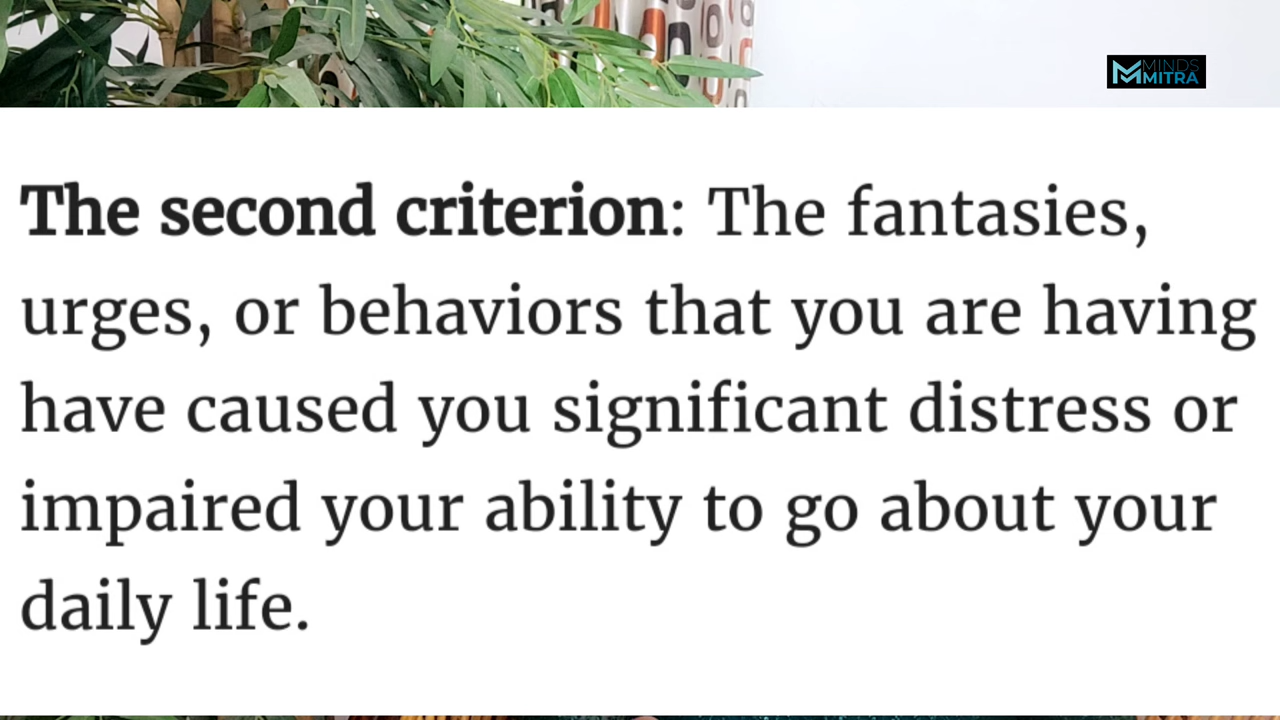 MINDS
MITRA
The second criterion: The fantasies,
urges, or behaviors that you are having
have caused you significant distress or
impaired your ability to go about your
daily life.